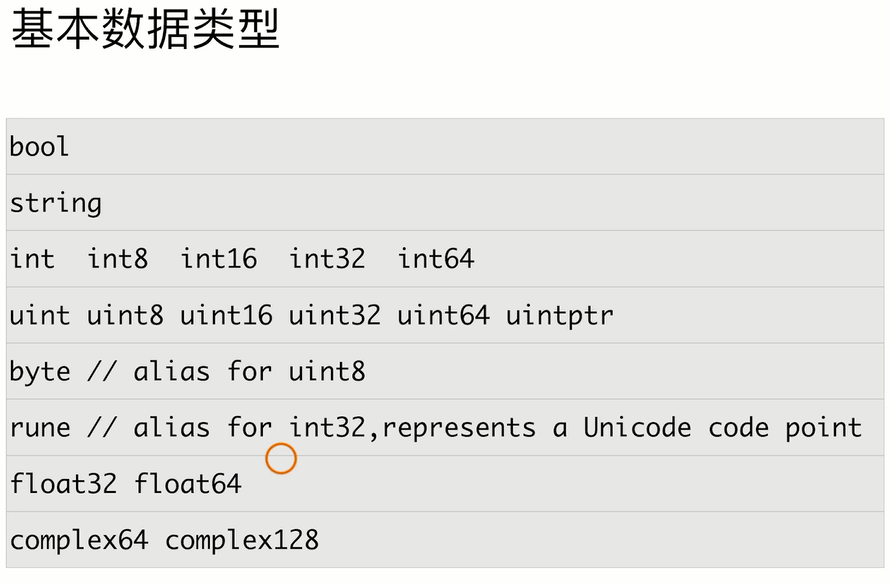 基本数据类型
bool
string
int  int8  int16  int32  int64
uint uint8 uint16 uint32 uint64 uintptr
byte // alias for uint8
rune // alias for int32,represents a Unicode code point
float32 float64
complex64 complex128